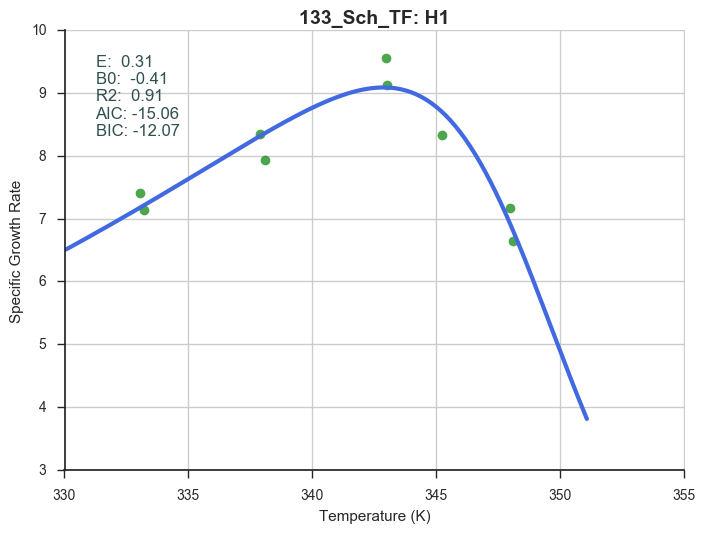 133_Sch_TF: H1
E: 0.31
B0: -0.41
R2: 0.91
AIC: -15.06
BIC: -12.07
Specific Growth Rate
10
9
8
7
6
5
4
3
330 335 340 345 350 355
Temperature (K)